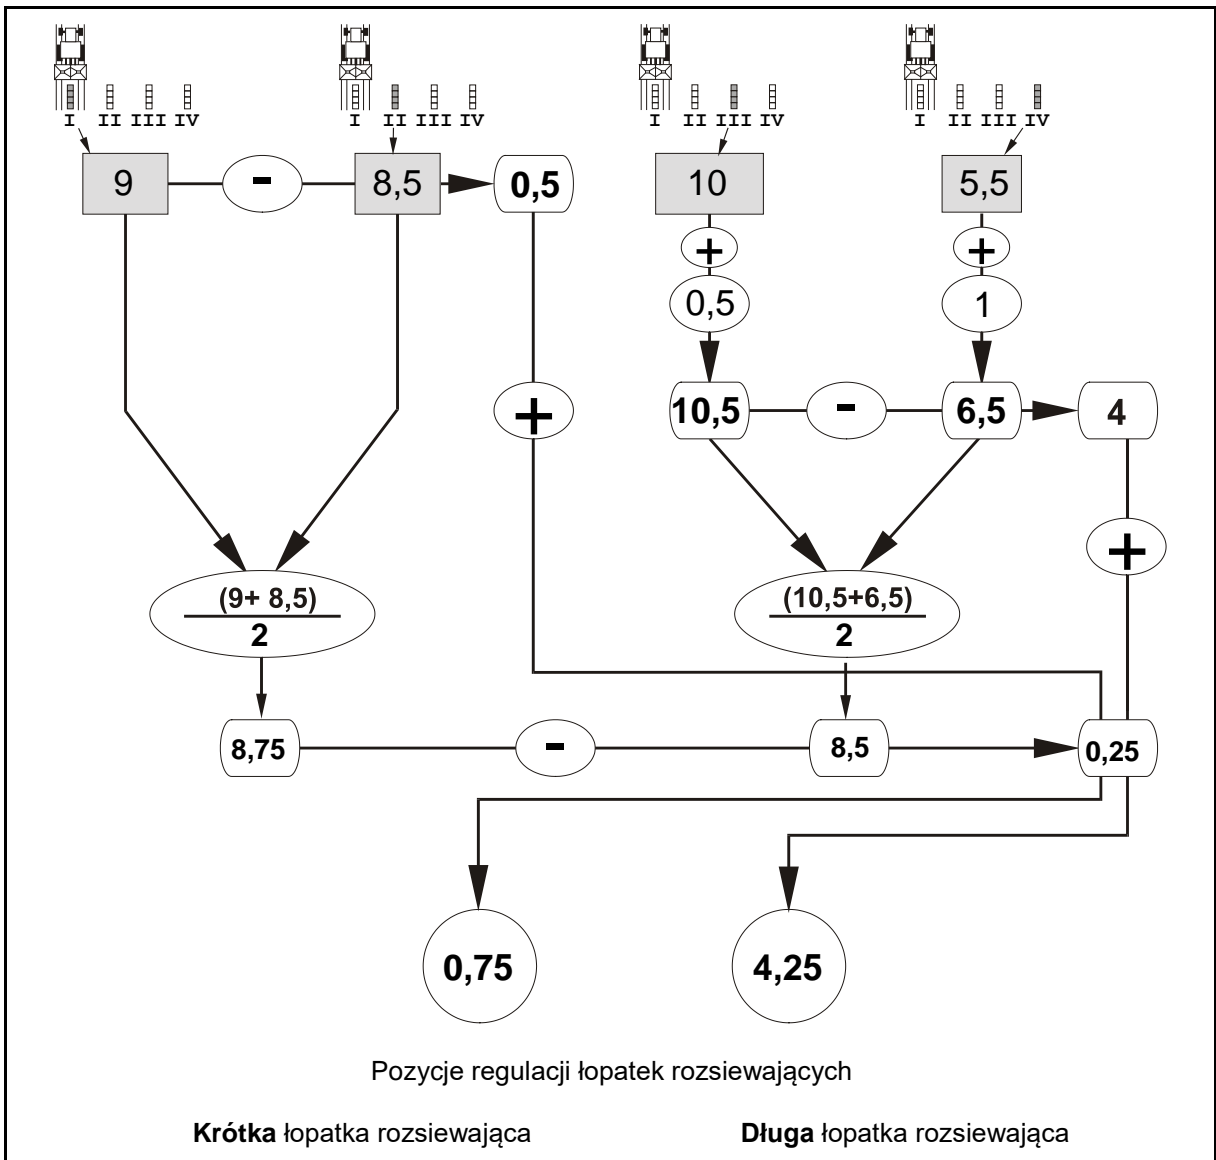 I II III IV I II III IV I II III IV I II III IV
9 - 8,5 0,5 10 5,5
+ +
0,5 1
+ 10,5 - 6,5 4
+
(9+ 8,5) (10,5+6,5)
2 2
8,75 - 8,5 0,25
0,75 4,25
Pozycje regulacji łopatek rozsiewających
Krótka łopatka rozsiewająca Długa łopatka rozsiewająca